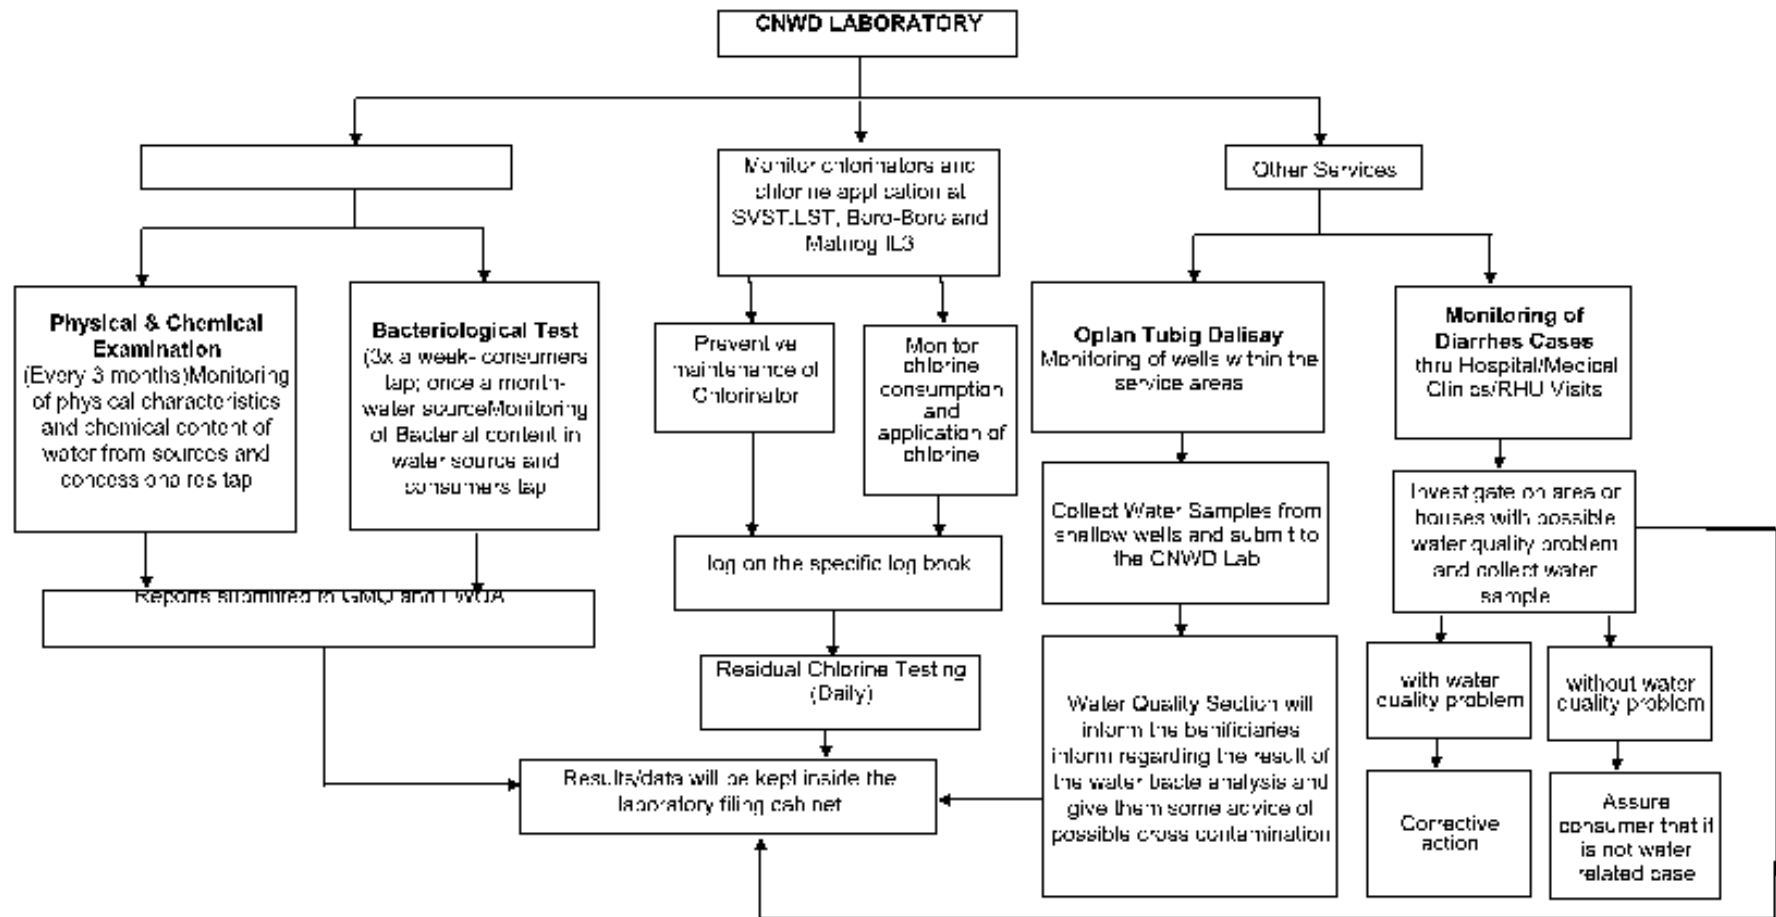 CNWD LABORATORY
Monitor chlorinators and
chlorine application at
SVST.LST, Boro-Boro and
Matnog IL3
Other Services
Physical & Chemical
Examination
(Every 3 months)Monitoring
of physical characteristics
and chemical content of
water from sources and
concessionaires tap
Bacteriological Test
(3x a week- consumers
tap; once a month-
water sourceMonitoring
of Bacterial content in
water source and
consumers tap
Preventive
maintenance of
Chlorinator
Monitor
chlorine
consumption
and
application of
chlorine
Oplan Tubig Dalisay
Monitoring of wells within the
service areas
Monitoring of
Diarrhes Cases
thru Hospital/Medical
Clinics/RHU Visits
Reports submitted to GMO and
log on the specific log book
Collect Water Samples from
shallow wells and submit to
the CNWD Lab
Investigate on area or
houses with possible
water quality problem
and collect water
sample
Residual Chlorine Testing
(Daily)
Water Quality Section will
inform the benificiaries
inform regarding the result of
the water bacte analysis and
give them some advice of
possible cross contamination
with water
quality problem
without water
quality problem
Results/data will be kept inside the
laboratory filing cabinet
Corrective
action
Assure
consumer that it
is not water
related case